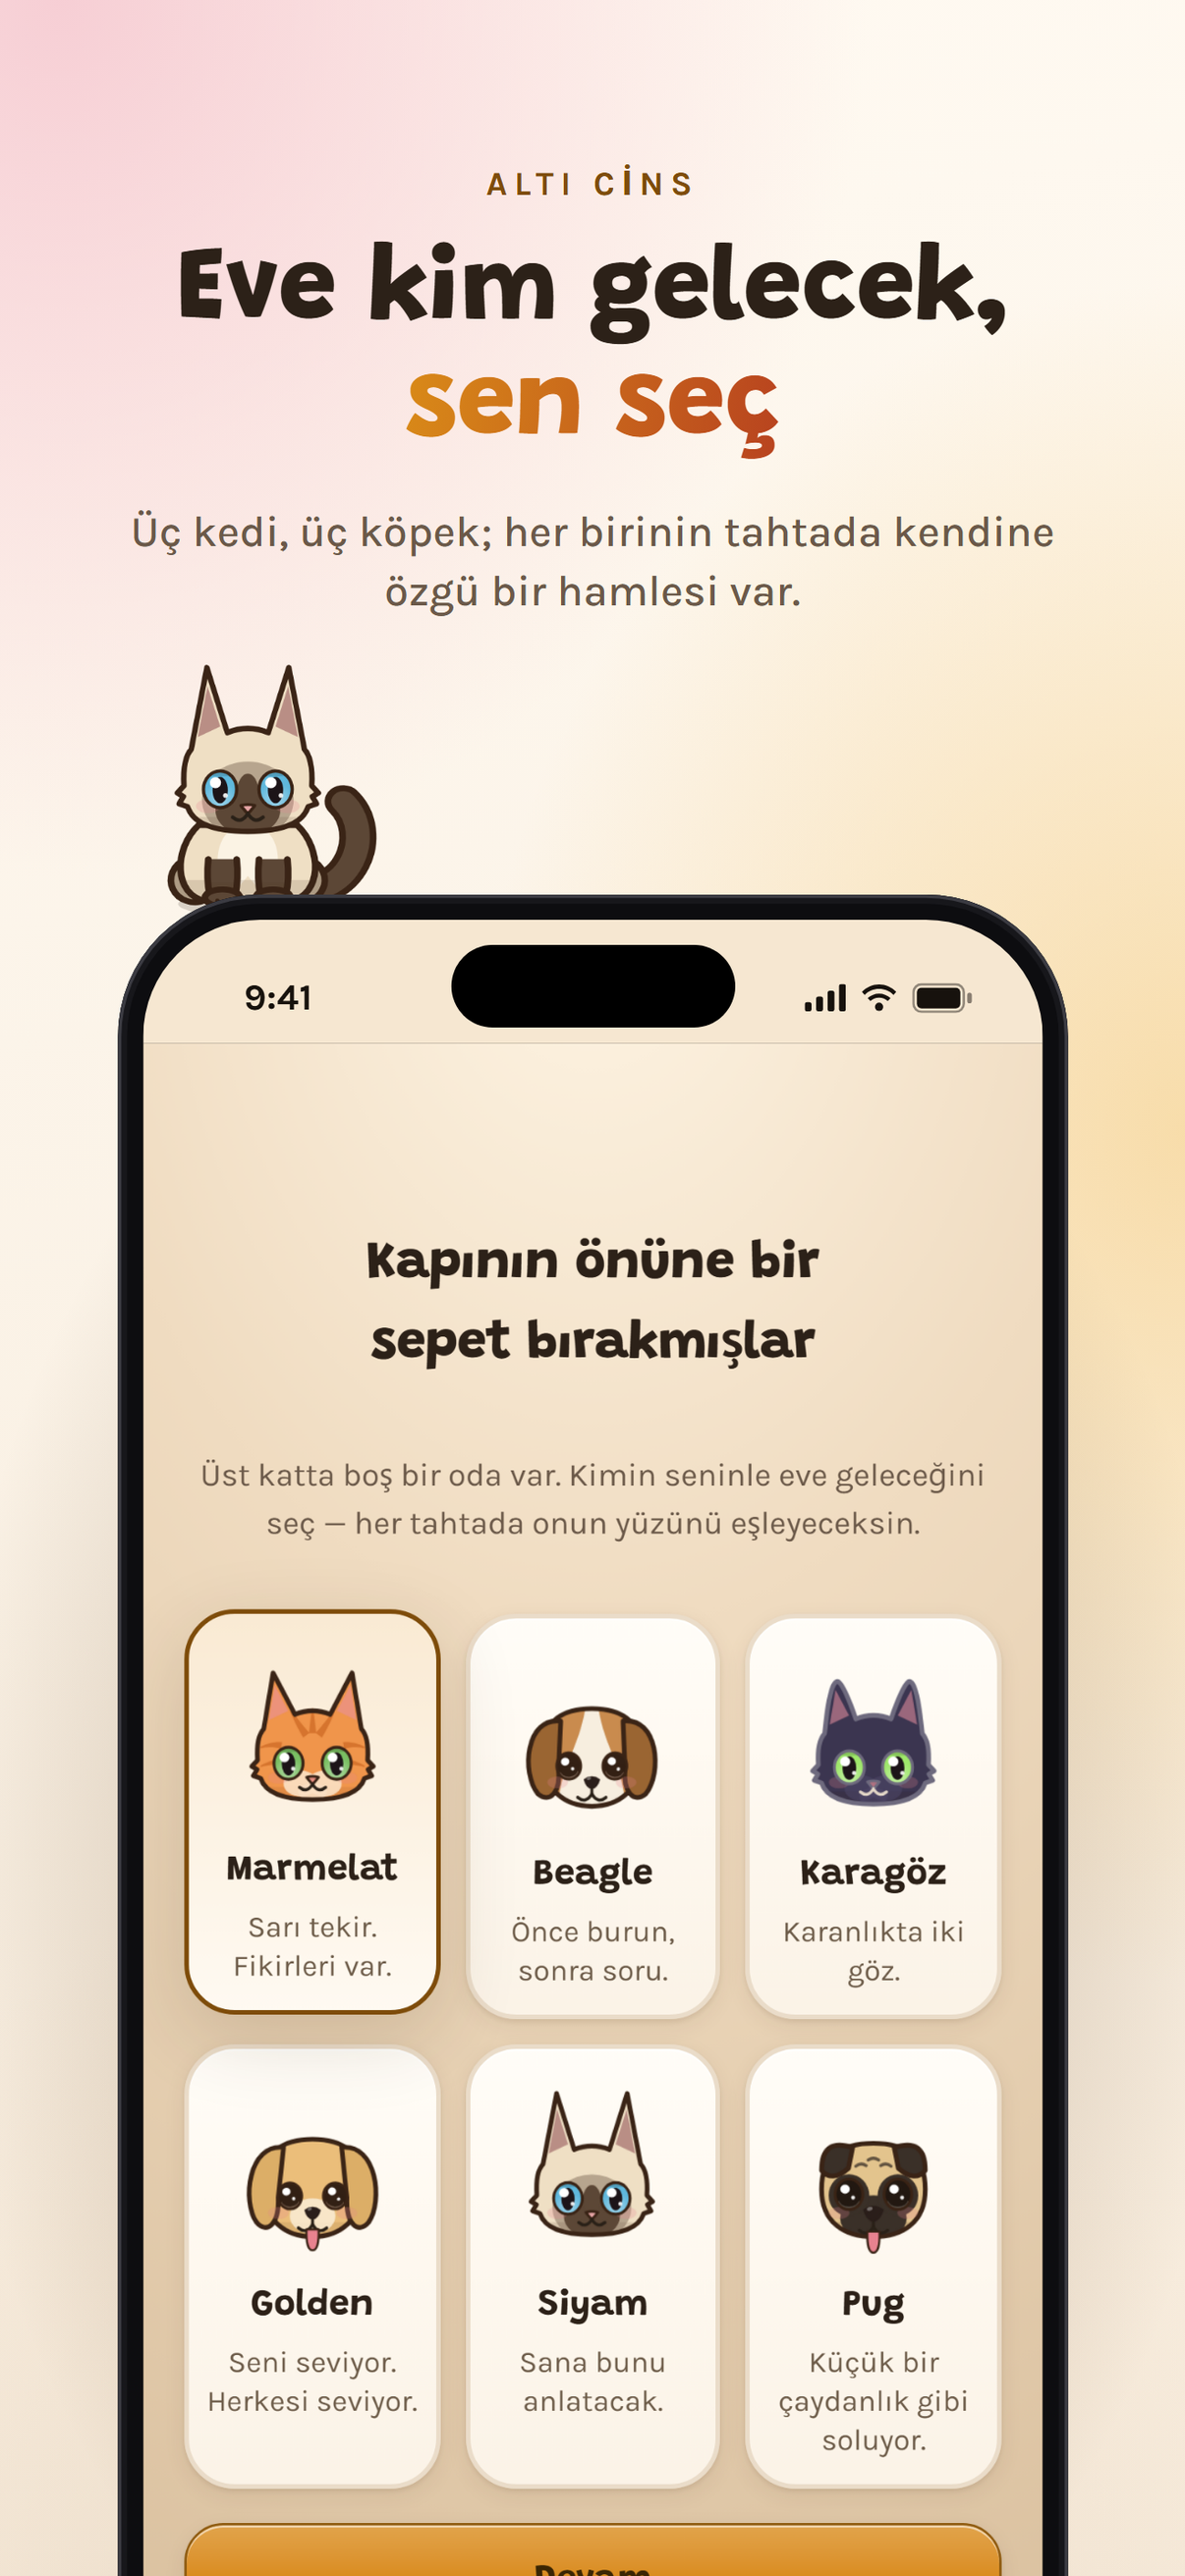 ALTI CİNS
Eve kim gelecek,
sen seç
Üç kedi, üç köpek; her birinin tahtada kendine
özgü bir hamlesi var.
9:41
Kapının önüne bir
sepet bırakmışlar
Üst katta boş bir oda var. Kimin seninle eve geleceğini
seç — her tahtada onun yüzünü eşleyeceksin.
Marmelat
Sarı tekir.
Fikirleri var.
Beagle
Önce burun,
sonra soru.
Karagöz
Karanlıkta iki
göz.
Golden
Seni seviyor.
Herkesi seviyor.
Siyam
Sana bunu
anlatacak.
Pug
Küçük bir
çaydanlık gibi
soluyor.
Devam